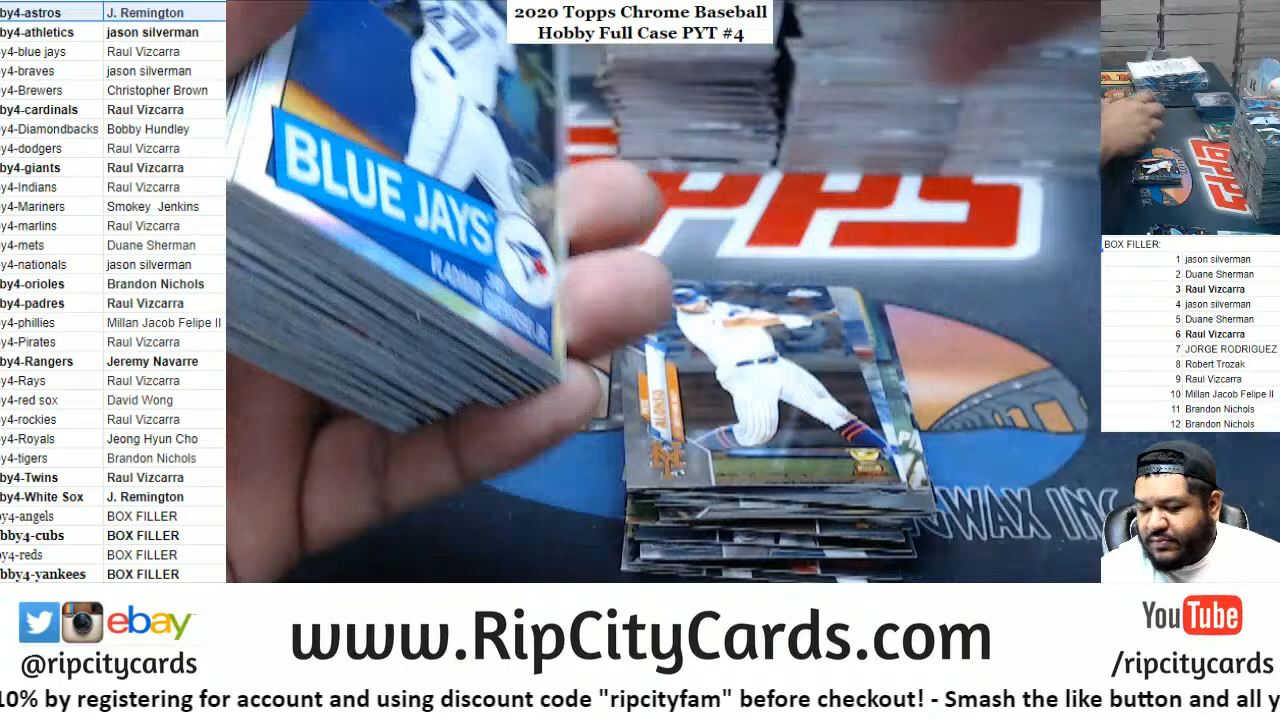 by4-astros J. Remington
by4-athletics jason silverman
y4-blue jays Raul Vizcarra
y4-braves jason silverman
y4-Brewers Christopher Brown
by4-cardinals Raul Vizcarra
y4-Diamondbacks Bobby Hundley
y4-dodgers Raul Vizcarra
by4-giants Raul Vizcarra
y4-Indians Raul Vizcarra
y4-Mariners Smokey Jenkins
y4-marlins Raul Vizcarra
y4-mets Duane Sherman
y4-nationals jason silverman
by4-orioles Brandon Nichols
by4-padres Raul Vizcarra
y4-phillies Millan Jacob Felipe II
y4-Pirates Raul Vizcarra
by4-Rangers Jeremy Navarre
y4-Rays Raul Vizcarra
y4-red sox David Wong
y4-rockies Raul Vizcarra
y4-Royals Jeong Hyun Cho
y4-tigers Brandon Nichols
by4-Twins Raul Vizcarra
by4-White Sox J. Remington
y4-angels BOX FILLER
bby4-cubs BOX FILLER
y4-reds BOX FILLER
bby4-yankees BOX FILLER
2020 Topps Chrome Baseball
Hobby Full Case PYT #4
BLUE JAYS
ALONSO
PPS
GWAX INC
BOX FILLER:
1 jason silverman
2 Duane Sherman
3 Raul Vizcarra
4 jason silverman
5 Duane Sherman
6 Raul Vizcarra
7 JORGE RODRIGUEZ
8 Robert Trozak
9 Raul Vizcarra
10 Millan Jacob Felipe II
11 Brandon Nichols
12 Brandon Nichols
ebay
@ripcitycards
www.RipCityCards.com
YouTube
/ripcitycards
10% by registering for account and using discount code "ripcityfam" before checkout! - Smash the like button and all y